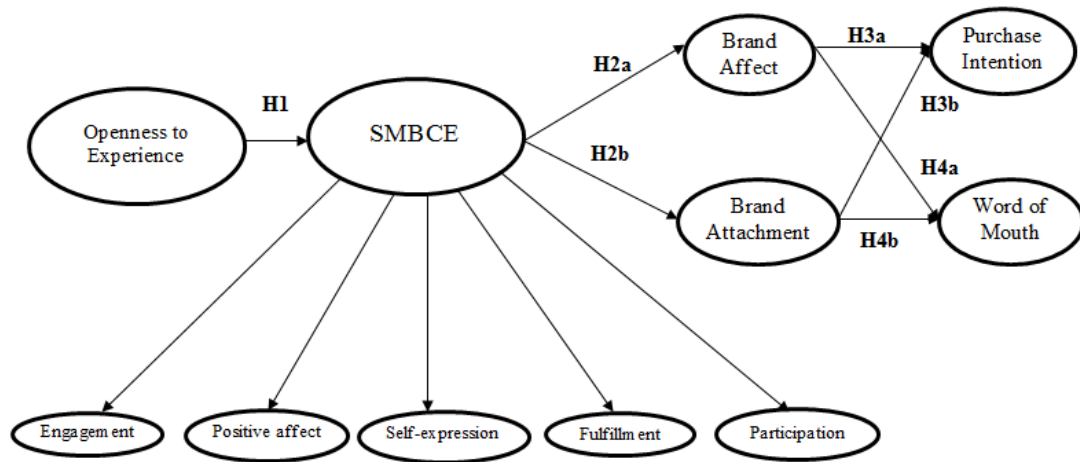 H1
H2a
H2b
H3a
H3b
H4a
H4b
Openness to
Experience
SMBCE
Brand
Affect
Brand
Attachment
Purchase
Intention
Word of
Mouth
Engagement
Positive affect
Self-expression
Fulfillment
Participation